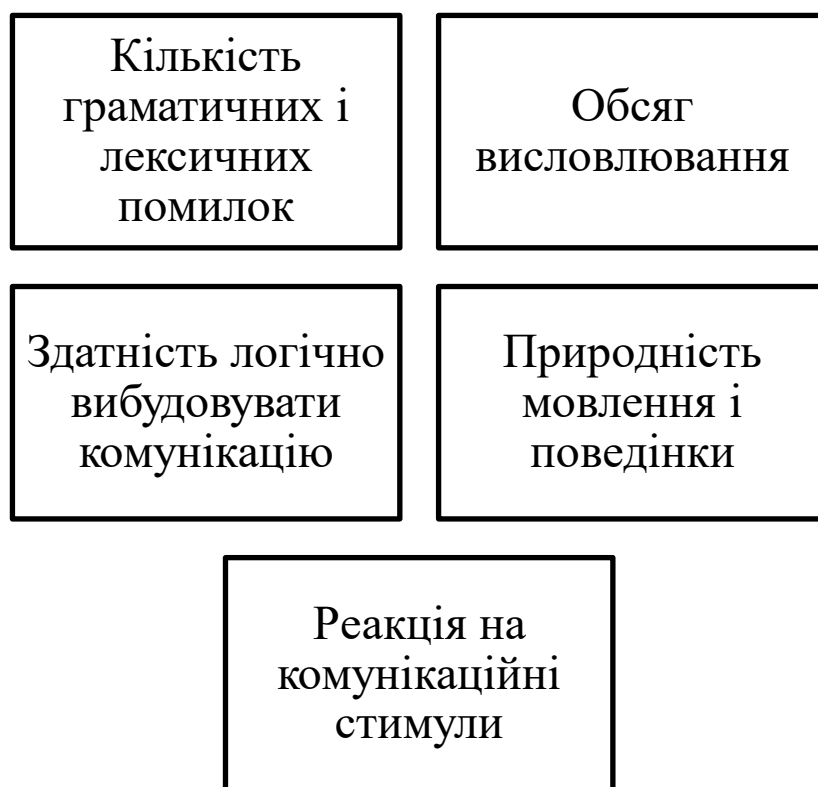 Кількість
граматичних і
лексичних
помилок
Обсяг
висловлювання
Здатність логічно
вибудовувати
комунікацію
Природність
мовлення і
поведінки
Реакція на
комунікаційні
стимули